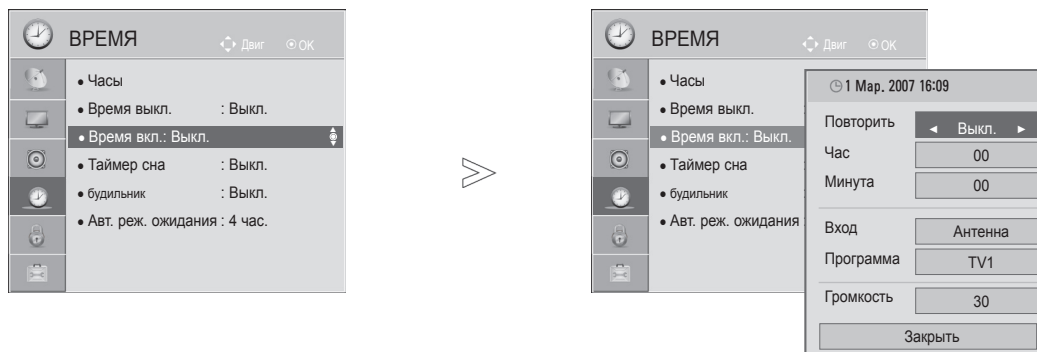 ВРЕМЯ
Двиг
OK
• Часы
• Время выкл. : Выкл.
• Время вкл.: Выкл.
• Таймер сна : Выкл.
• будильник : Выкл.
• Авт. реж. ожидания : 4 час.
ВРЕМЯ
Двиг
OK
• Часы
• Время выкл. :
• Время вкл.: Выкл.
• Таймер сна
• будильник
• Авт. реж. ожидания :
1 Мар. 2007 16:09
Повторить ◄ Выкл. ►
Час 00
Минута 00
Вход Антенна
Программа TV1
Громкость 30
Закрыть